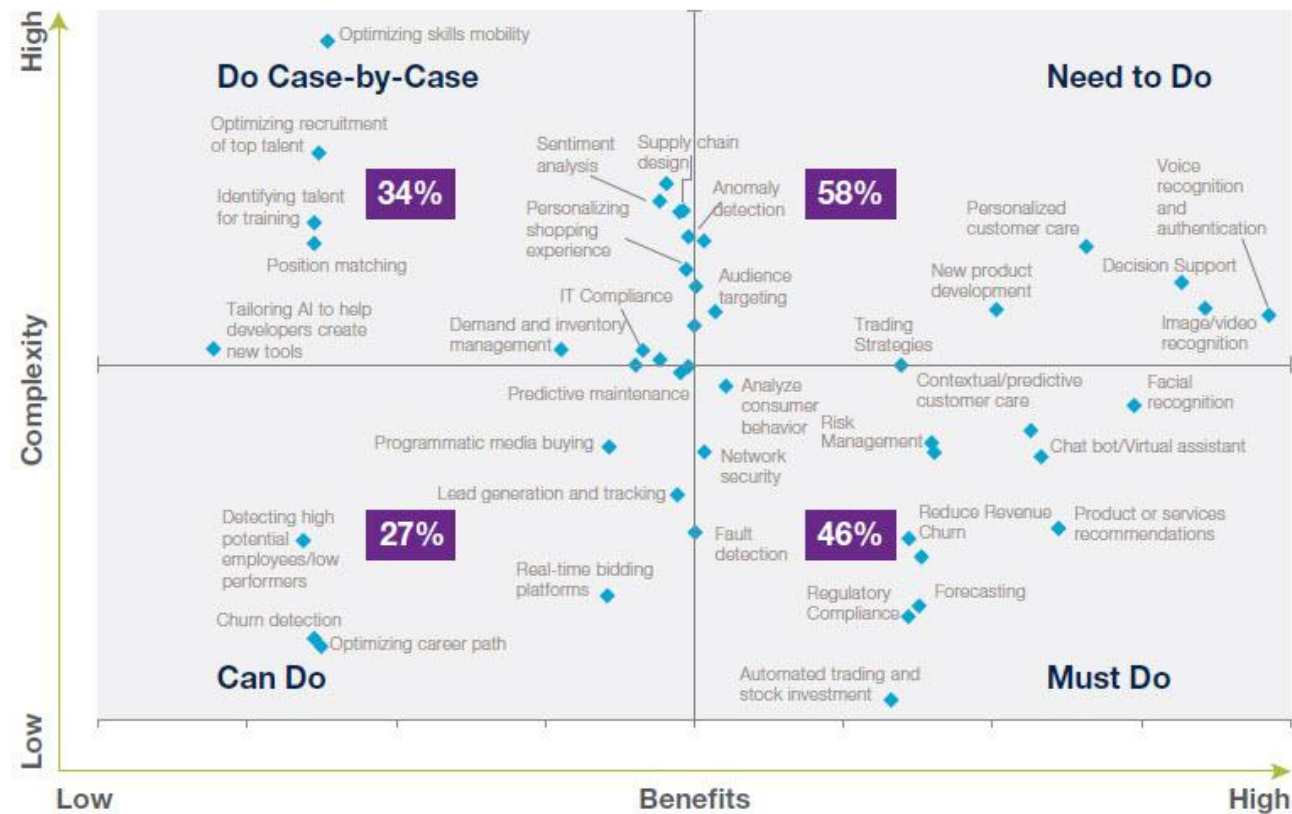 High
Optimizing skills mobility
Do Case-by-Case
Need to Do
Optimizing recruitment
of top talent
Sentiment
analysis
Supply chain
design
Voice
recognition
and
authentication
34%
58%
Identifying talent
for training
Personalizing
shopping
experience
Anomaly
detection
Personalized
customer care
Position matching
Decision Support
New product
development
Audience
targeting
IT Compliance
Image/video
recognition
Tailoring AI to help
developers create
new tools
Demand and inventory
management
Trading
Strategies
Complexity
Predictive maintenance
Analyze
consumer
behavior
Contextual/predictive
customer care
Facial
recognition
Programmatic media buying
Risk
Management
Chat bot/Virtual assistant
Network
security
Lead generation and tracking
Detecting high
potential
employees/low
performers
27%
46%
Fault
detection
Reduce Revenue
Churn
Product or services
recommendations
Real-time bidding
platforms
Regulatory
Compliance
Forecasting
Churn detection
Optimizing career path
Can Do
Must Do
Automated trading and
stock investment
Low
Low
Benefits
High